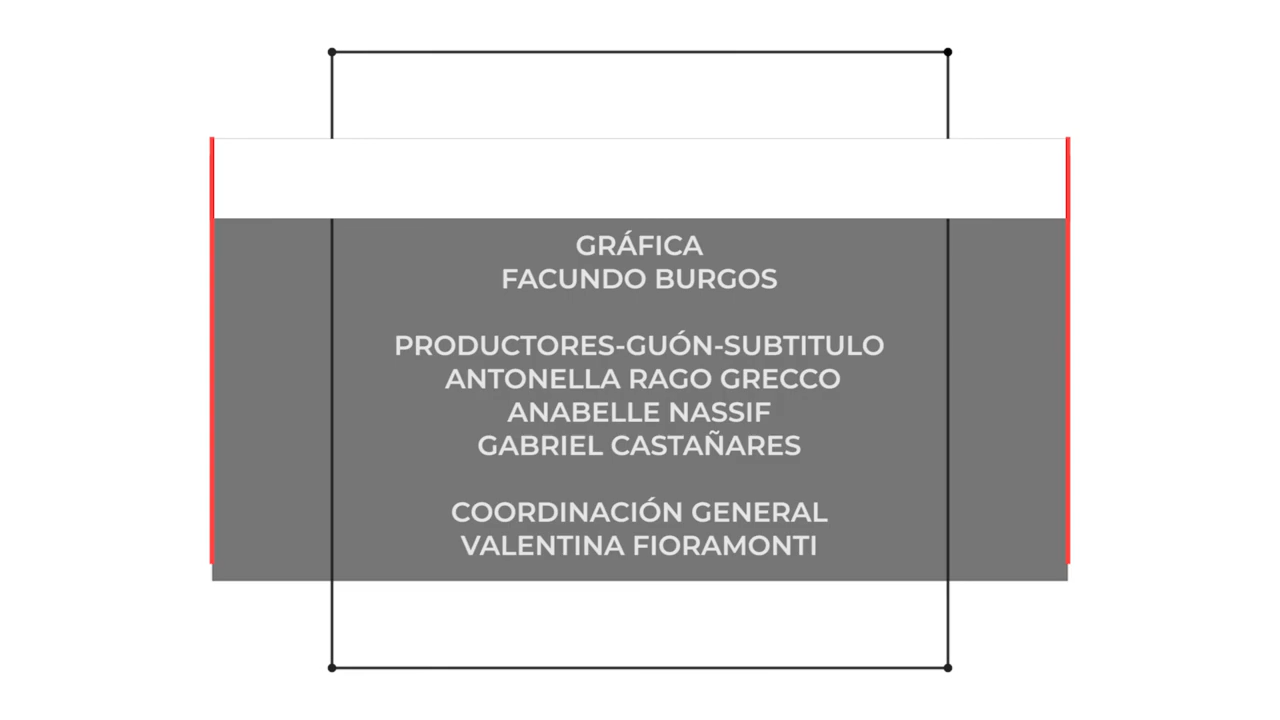 GRÁFICA
FACUNDO BURGOS
PRODUCTORES-GUÓN-SUBTITULO
ANTONELLA RAGO GRECCO
ANABELLE NASSIF
GABRIEL CASTAÑARES
COORDINACIÓN GENERAL
VALENTINA FIORAMONTI